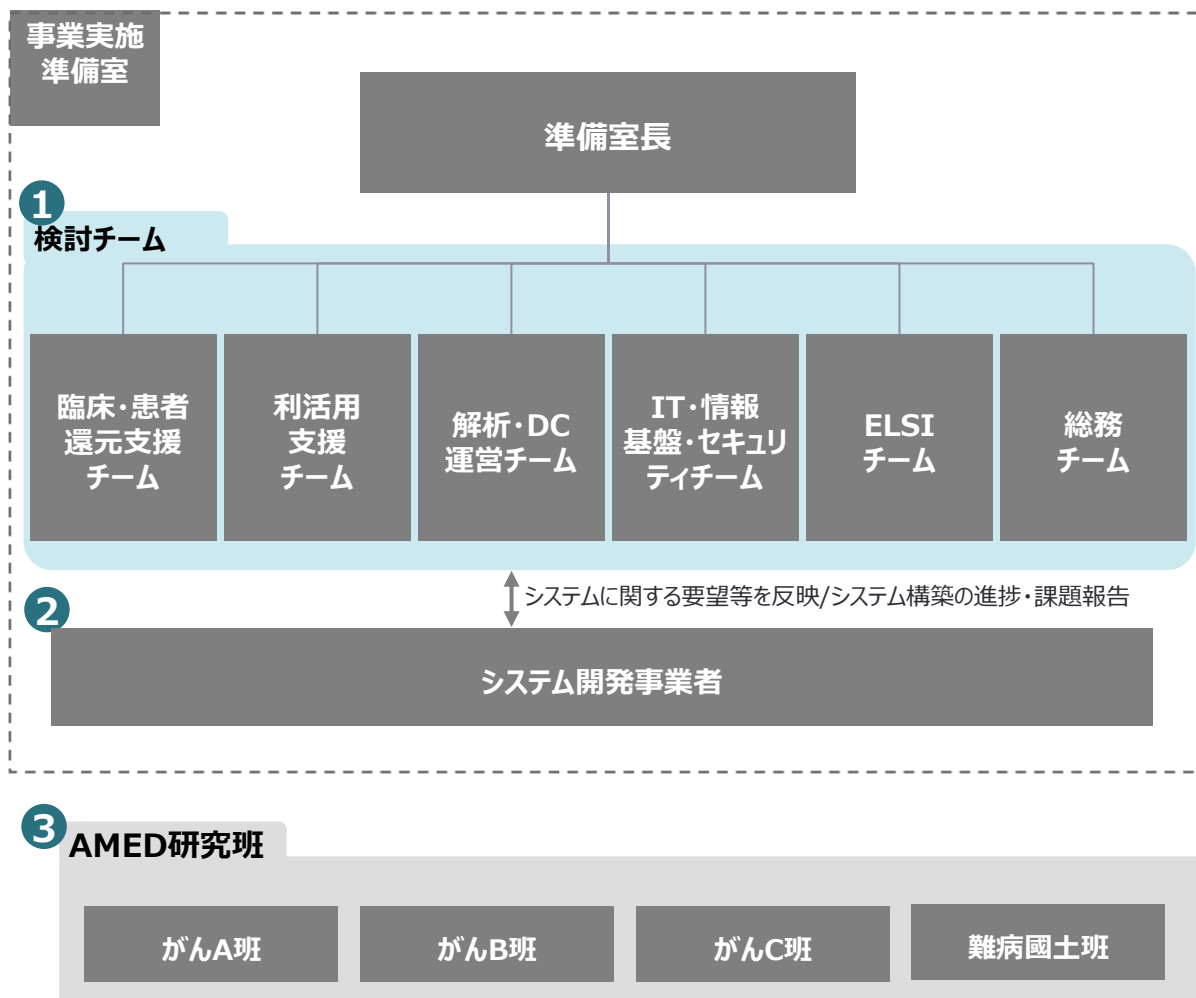 事業実施
準備室
準備室長
1
検討チーム
臨床・患者
還元支援
チーム
利活用
支援
チーム
解析・DC
運営チーム
IT・情報
基盤・セキュリ
ティチーム
ELSI
チーム
総務
チーム
システムに関する要望等を反映/システム構築の進捗・課題報告
2
システム開発事業者
3
AMED研究班
がんA班
がんB班
がんC班
難病國土班